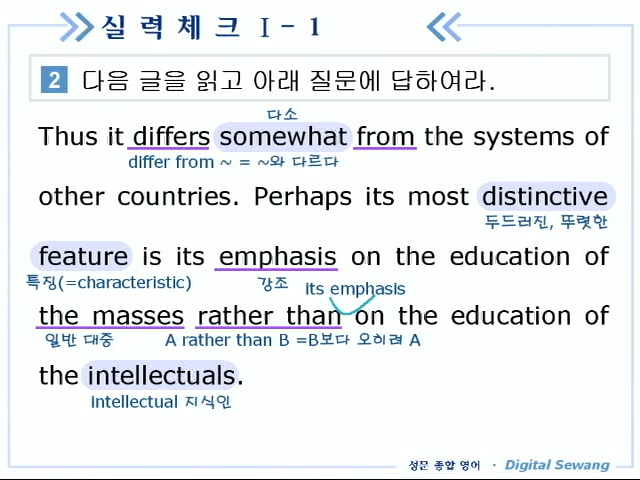 실력체크 I - 1
2 다음 글을 읽고 아래 질문에 답하여라.
다소
Thus it differs somewhat from the systems of
differ from ~ = ~와 다르다
other countries. Perhaps its most distinctive
두드러진, 뚜렷한
feature is its emphasis on the education of
특징(=characteristic) 강조 its emphasis
the masses rather than on the education of
일반 대중 A rather than B =B보다 오히려 A
the intellectuals.
intellectual 지식인
성문 종합 영어 · Digital Sewang